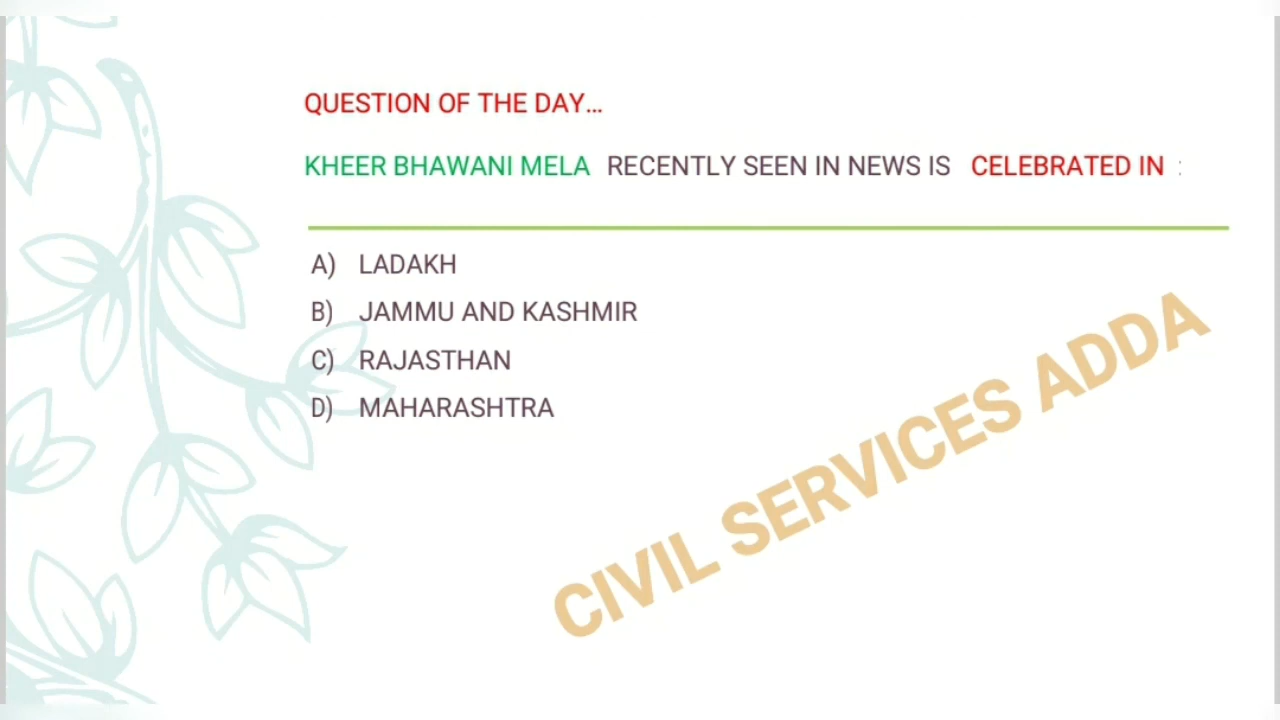 QUESTION OF THE DAY...
KHEER BHAWANI MELA RECENTLY SEEN IN NEWS IS CELEBRATED IN :
A) LADAKH
B) JAMMU AND KASHMIR
C) RAJASTHAN
D) MAHARASHTRA
CIVIL SERVICES ADDA